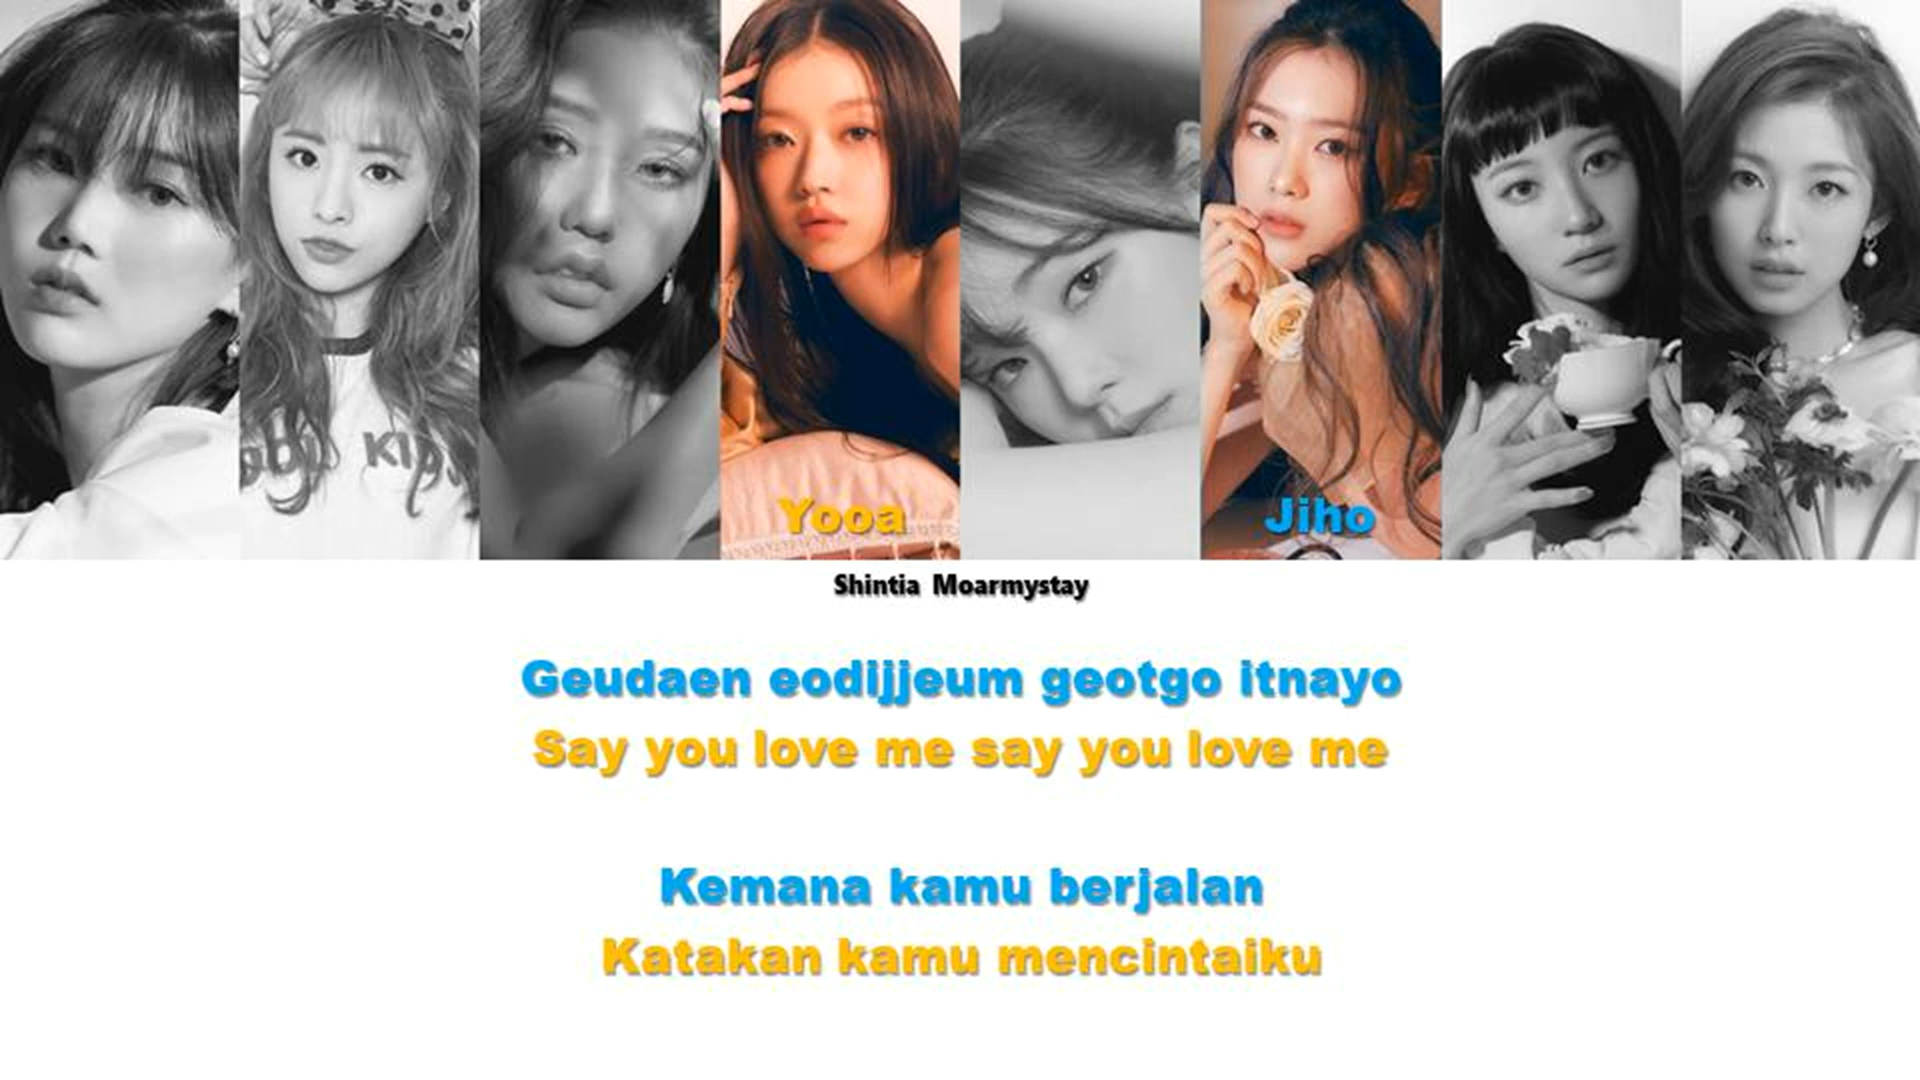 Yooa
Jiho
Shintia Moarmystay
Geudaen eodijjeum geotgo itnayo
Say you love me say you love me
Kemana kamu berjalan
Katakan kamu mencintaiku